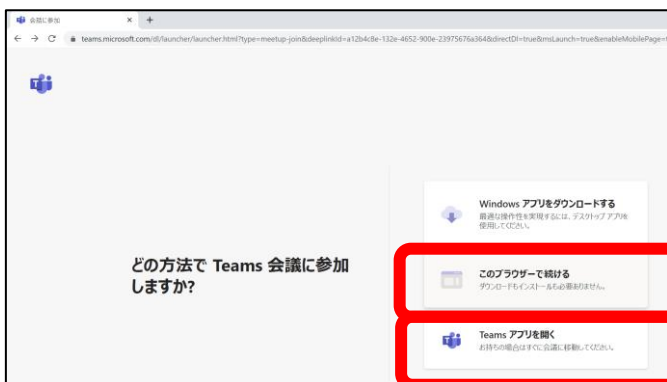 会議に参加
teams.microsoft.com/dl/launcher/launcher.html?type=meetup-join&deeplinkId=a12b4c8e-132e-4652-900e-23975676a364&directDl=true&msLaunch=true&enableMobilePage=t
Windows アプリをダウンロードする
最適な操作性を実現するには、デスクトップ アプリを
使用してください。
どの方法で Teams 会議に参加
しますか?
このブラウザーで続ける
ダウンロードもインストールも必要ありません。
Teams アプリを開く
お持ちの場合はすぐに会議に移動してください。